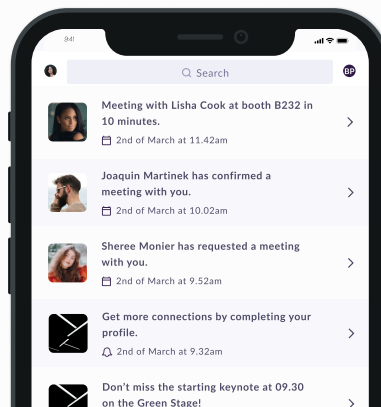 9:41
Search
BP
Meeting with Lisha Cook at booth B232 in
10 minutes.
2nd of March at 11.42am
Joaquin Martinek has confirmed a
meeting with you.
2nd of March at 10.02am
Sheree Monier has requested a meeting
with you.
2nd of March at 9.52am
Get more connections by completing your
profile.
2nd of March at 9.32am
Don't miss the starting keynote at 09.30
on the Green Stage!